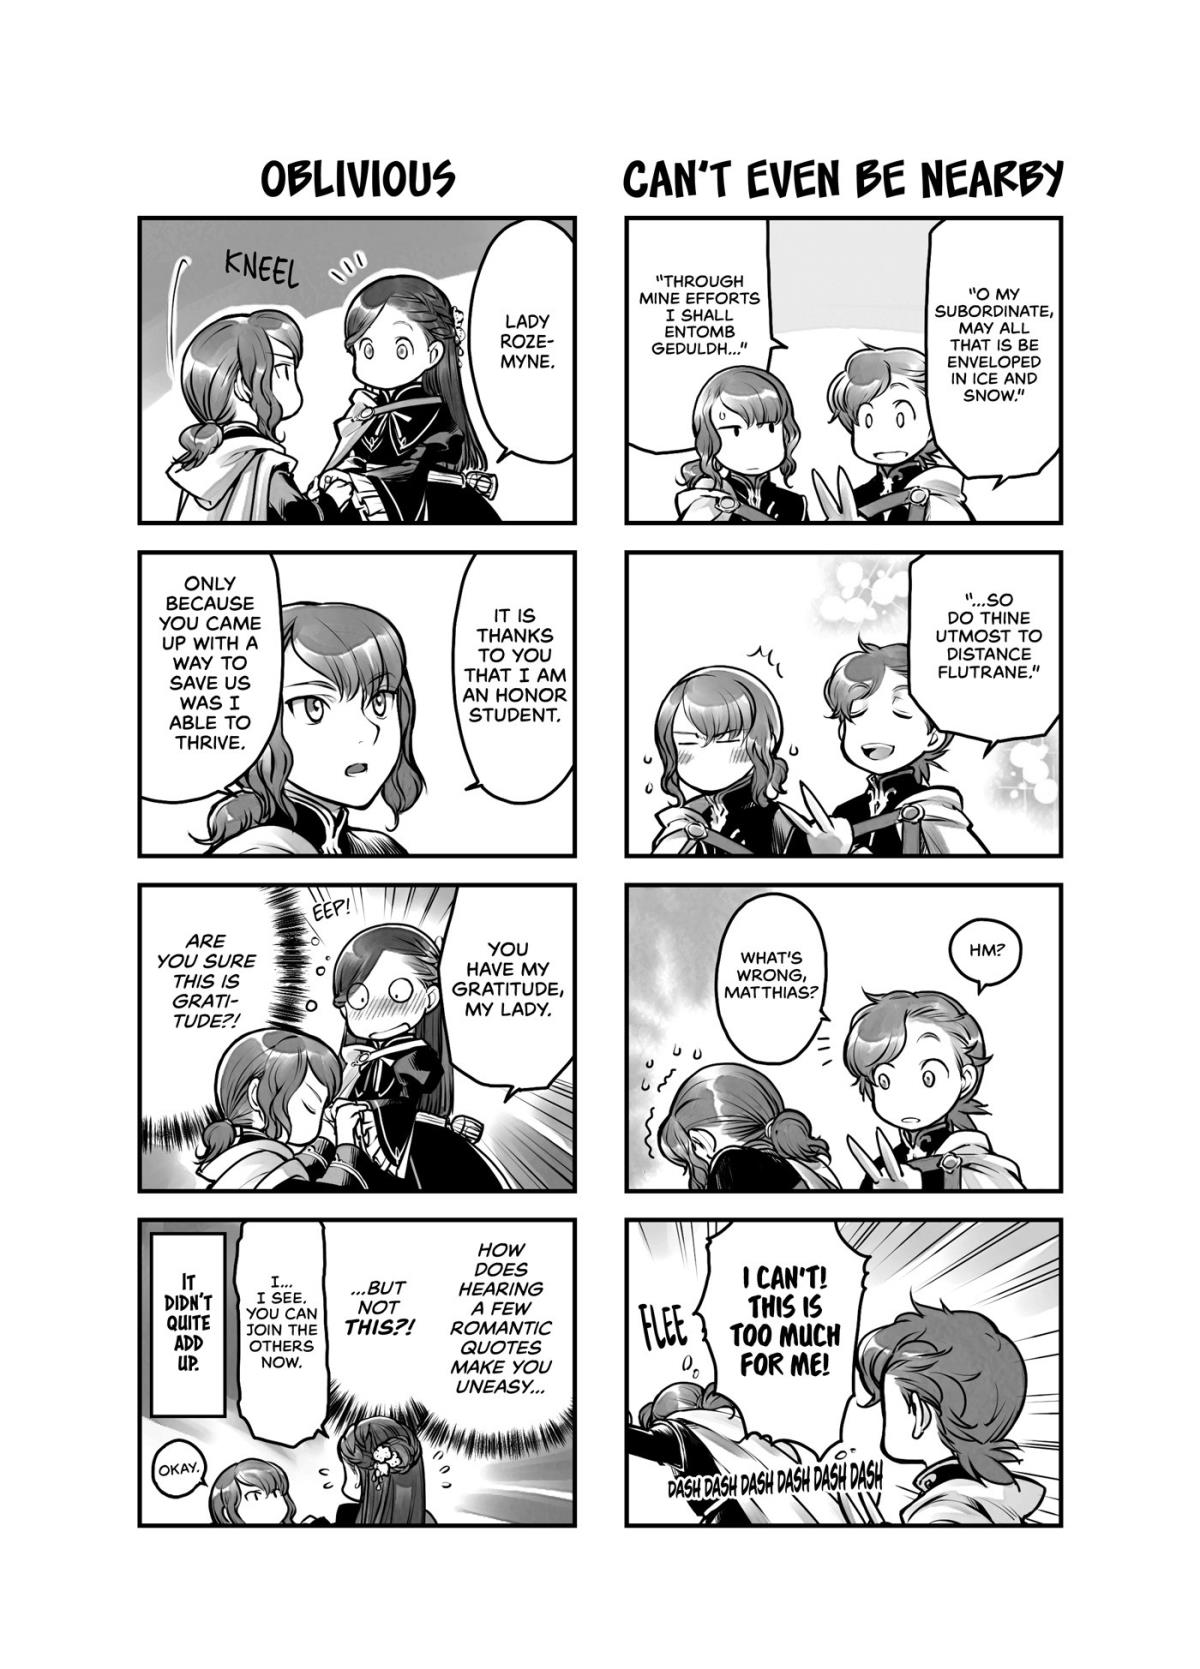 CAN'T EVEN BE NEARBY
"O MY
SUBORDINATE,
MAY ALL
THAT IS BE
ENVELOPED
IN ICE AND
SNOW."
"THROUGH
MINE EFFORTS
I SHALL
ENTOMB
GEDULDH..."
"...SO
DO THINE
UTMOST TO
DISTANCE
FLUTRANE."
HM?
WHAT'S
WRONG,
MATTHIAS?
I CAN'T!
THIS IS
TOO MUCH
FOR ME!
FLEE
DASH DASH DASH DASH DASH DASH
OBLIVIOUS
LADY
ROZE-
MYNE.
KNEEL
IT IS
THANKS
TO YOU
THAT I AM
AN HONOR
STUDENT.
ONLY
BECAUSE
YOU CAME
UP WITH A
WAY TO
SAVE US
WAS I
ABLE TO
THRIVE.
YOU
HAVE MY
GRATITUDE,
MY LADY.
EEP!
ARE
YOU SURE
THIS IS
GRATI-
TUDE?!
HOW
DOES
HEARING
A FEW
ROMANTIC
QUOTES
MAKE YOU
UNEASY...
...BUT
NOT
THIS?!
I...
I SEE.
YOU CAN
JOIN THE
OTHERS
NOW.
OKAY.
IT
DIDN'T
QUITE
ADD
UP.